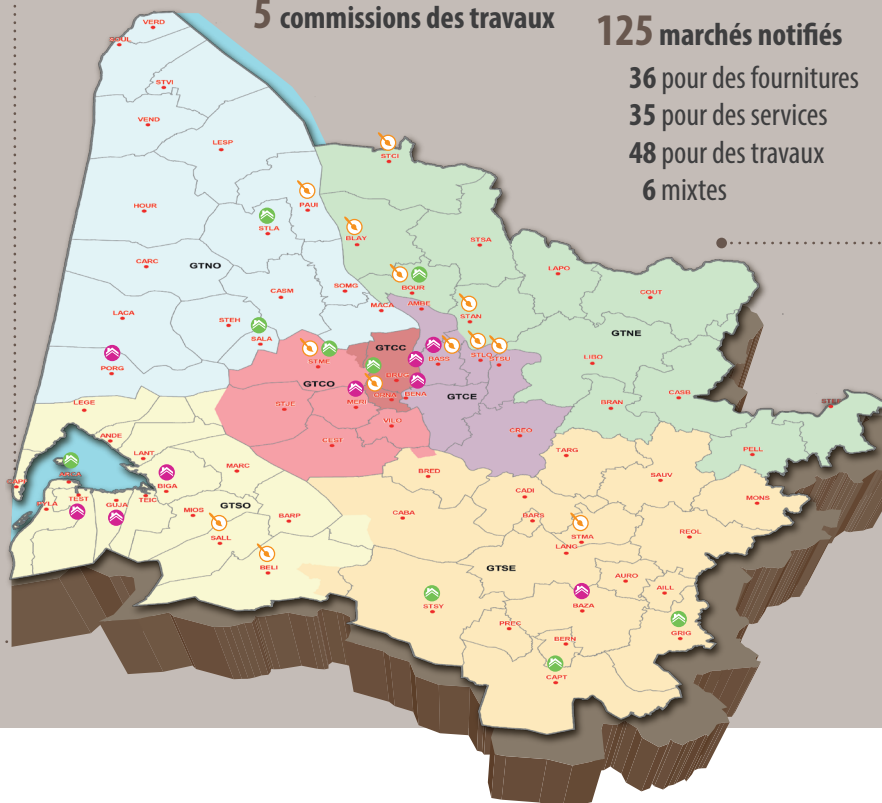 5 commissions des travaux
125 marchés notifiés
36 pour des fournitures
35 pour des services
48 pour des travaux
6 mixtes
VERD
STVI
VEND
LESP
STCI
HOUR
PAUI
STLA
BLAY
STSA
CARC
GTNO
LAPO
CASM
SOMG
BOUR
COUT
LACA
STEH
MACA
AMBE
STAN
GTNE
SALA
PORG
STMF
GTCC
BASS
STLO
STSU
LIBO
GTCO
BRUG
LEGE
STJE
MERI
BENA
GTCE
BRAN
CASB
VILO
CREO
ANDE
CEST
LANT
TARG
PELL
MARC
BRED
SAUV
BIGA
TEST
GUJA
TEIC
GTSO
CADI
MONS
MIOS
BARP
CABA
BARS
SALL
STMA
REOL
LANG
BELI
GTSE
AURO
AILL
STSY
BAZA
PREC
GRIG
BERN
CAPT